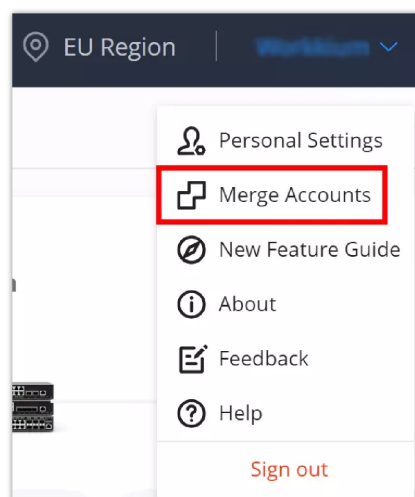 EU Region
Personal Settings
Merge Accounts
New Feature Guide
About
Feedback
Help
Sign out